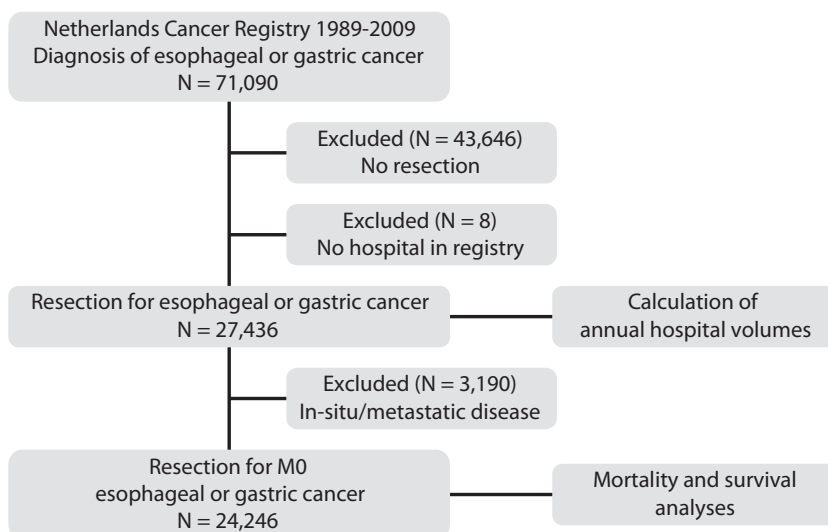 Netherlands Cancer Registry 1989-2009
Diagnosis of esophageal or gastric cancer
N = 71,090
Excluded (N = 43,646)
No resection
Excluded (N = 8)
No hospital in registry
Resection for esophageal or gastric cancer
N = 27,436
Calculation of
annual hospital volumes
Excluded (N = 3,190)
In-situ/metastatic disease
Resection for M0
esophageal or gastric cancer
N = 24,246
Mortality and survival
analyses